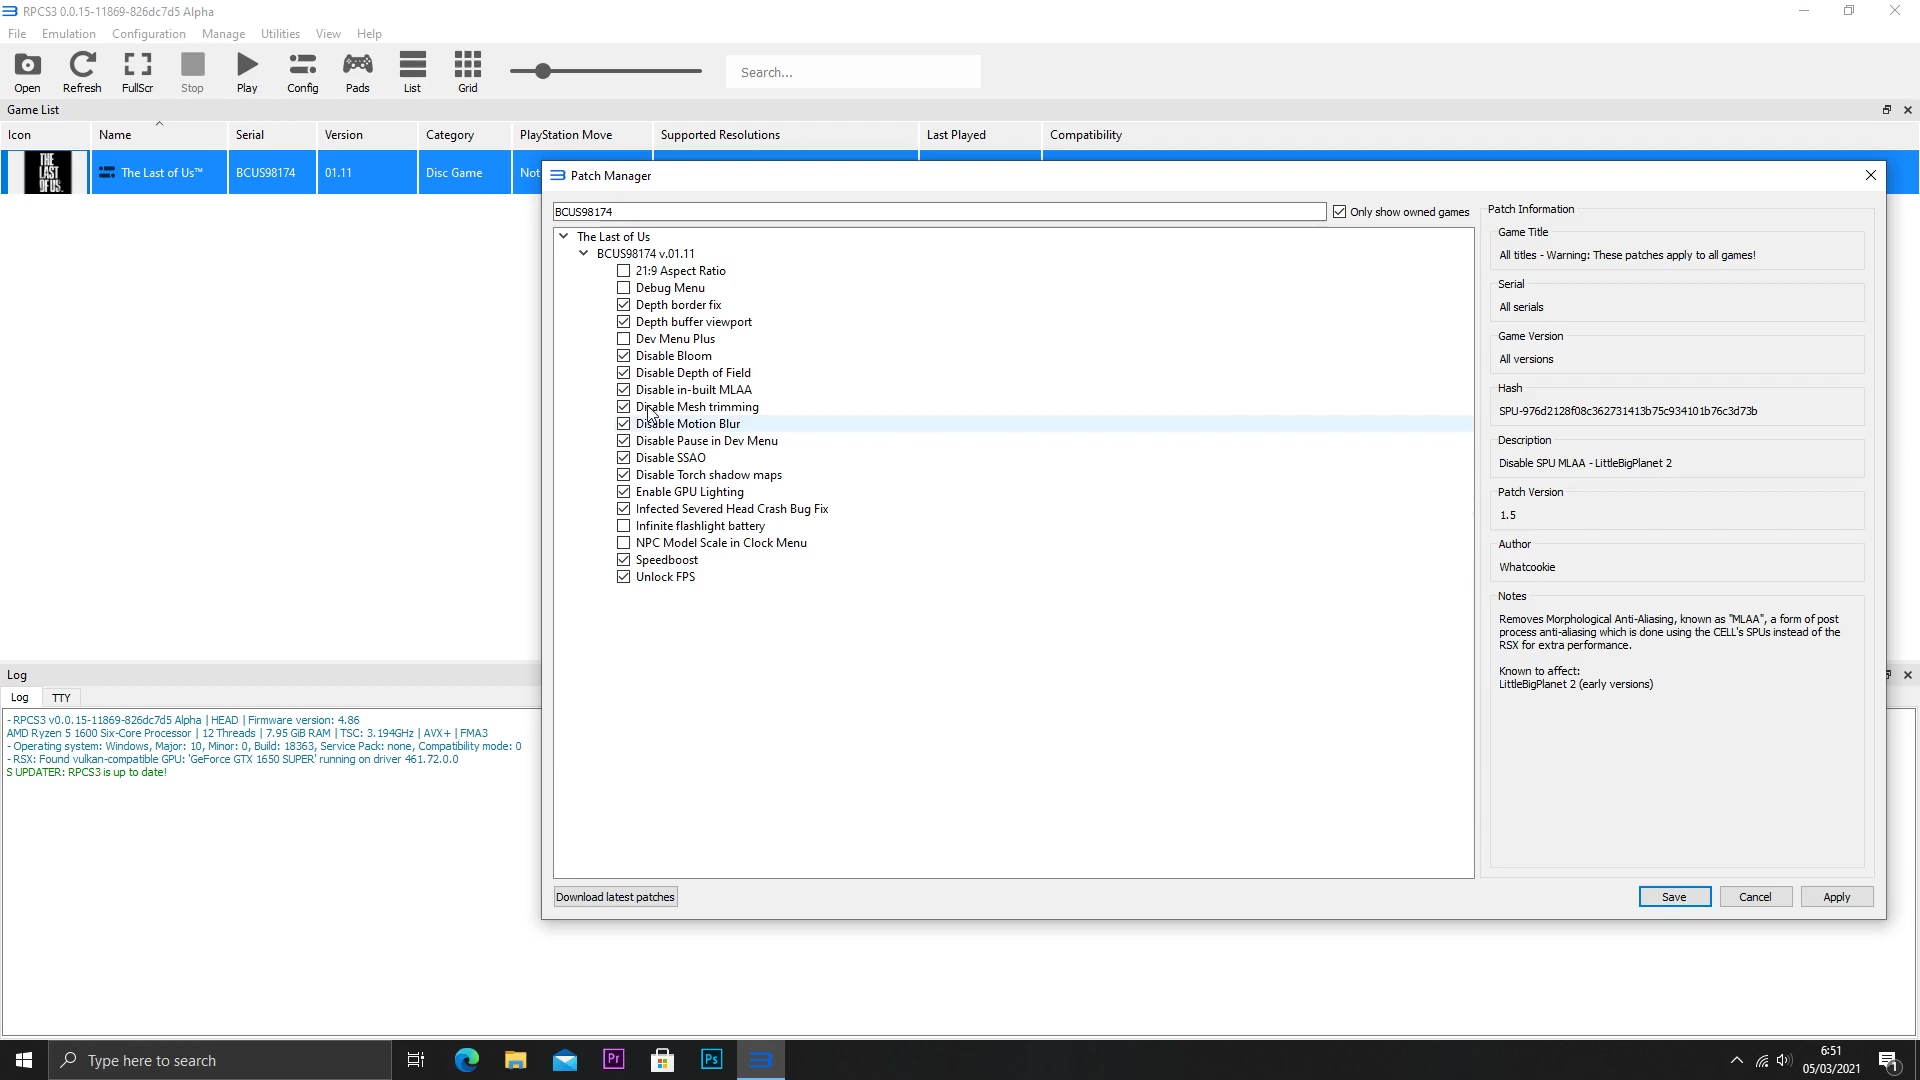 RPCS3 0.0.15-11869-826dc7d5 Alpha
File Emulation Configuration Manage Utilities View Help
Open Refresh FullScr Stop Play Config Pads List Grid
Search...
Game List
Icon Name Serial Version Category PlayStation Move Supported Resolutions Last Played Compatibility
THE
LAST
OF US.
The Last of Us™ BCUS98174 01.11 Disc Game Not
Patch Manager
BCUS98174
Only show owned games
The Last of Us
BCUS98174 v.01.11
21:9 Aspect Ratio
Debug Menu
Depth border fix
Depth buffer viewport
Dev Menu Plus
Disable Bloom
Disable Depth of Field
Disable in-built MLAA
Disable Mesh trimming
Disable Motion Blur
Disable Pause in Dev Menu
Disable SSAO
Disable Torch shadow maps
Enable GPU Lighting
Infected Severed Head Crash Bug Fix
Infinite flashlight battery
NPC Model Scale in Clock Menu
Speedboost
Unlock FPS
Patch Information
Game Title
All titles - Warning: These patches apply to all games!
Serial
All serials
Game Version
All versions
Hash
SPU-976d2128f08c362731413b75c934101b76c3d73b
Description
Disable SPU MLAA - LittleBigPlanet 2
Patch Version
1.5
Author
Whatcookie
Notes
Removes Morphological Anti-Aliasing, known as "MLAA", a form of post
process anti-aliasing which is done using the CELL's SPUs instead of the
RSX for extra performance.
Known to affect:
LittleBigPlanet 2 (early versions)
Download latest patches
Save Cancel Apply
Log
Log TTY
- RPCS3 v0.0.15-11869-826dc7d5 Alpha | HEAD | Firmware version: 4.86
AMD Ryzen 5 1600 Six-Core Processor | 12 Threads | 7.95 GiB RAM | TSC: 3.194GHz | AVX+ | FMA3
- Operating system: Windows, Major: 10, Minor: 0, Build: 18363, Service Pack: none, Compatibility mode: 0
- RSX: Found vulkan-compatible GPU: 'GeForce GTX 1650 SUPER' running on driver 461.72.0.0
S UPDATER: RPCS3 is up to date!
Type here to search
Pr
Ps
6:51
05/03/2021
1